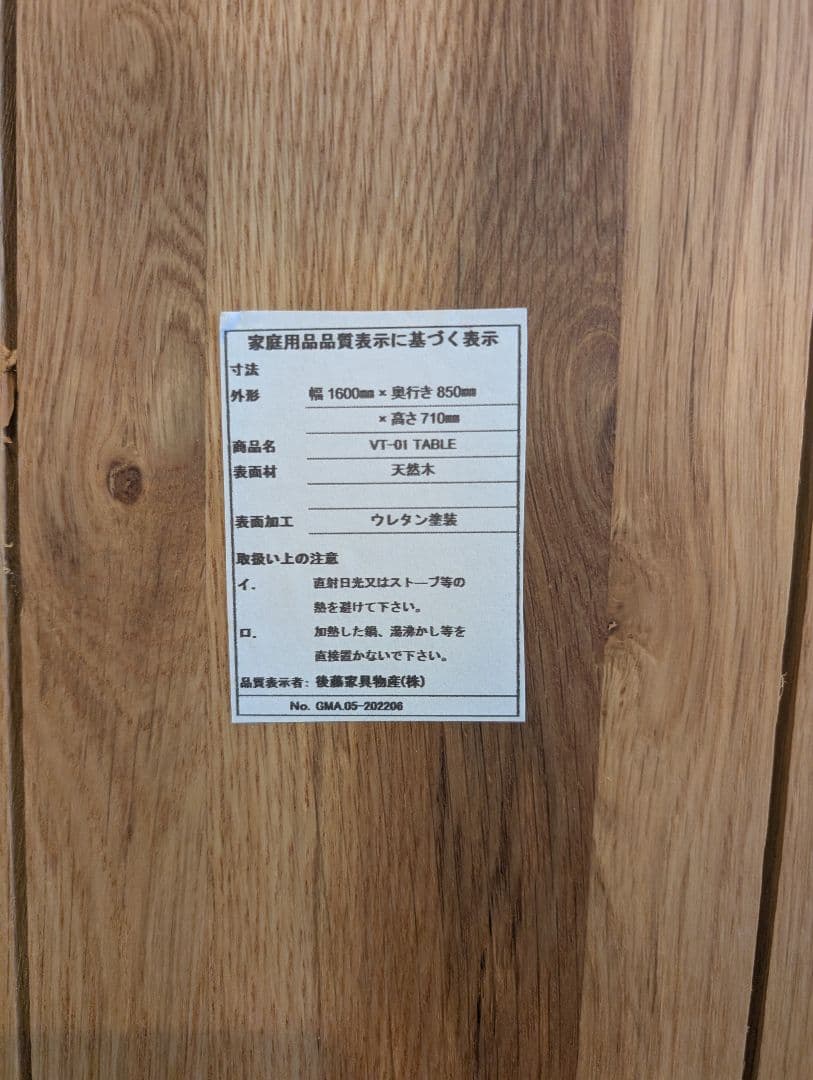 家庭用品品質表示に基づく表示
寸法
外形 幅 1600㎜ × 奥行き 850㎜
× 高さ 710㎜
商品名 VT-01 TABLE
表面材 天然木
表面加工 ウレタン塗装
取扱い上の注意
イ. 直射日光又はストーブ等の
熱を避けて下さい。
ロ. 加熱した鍋、湯沸かし等を
直接置かないで下さい。
品質表示者: 後藤家具物産(株)
No. GMA.05-202206